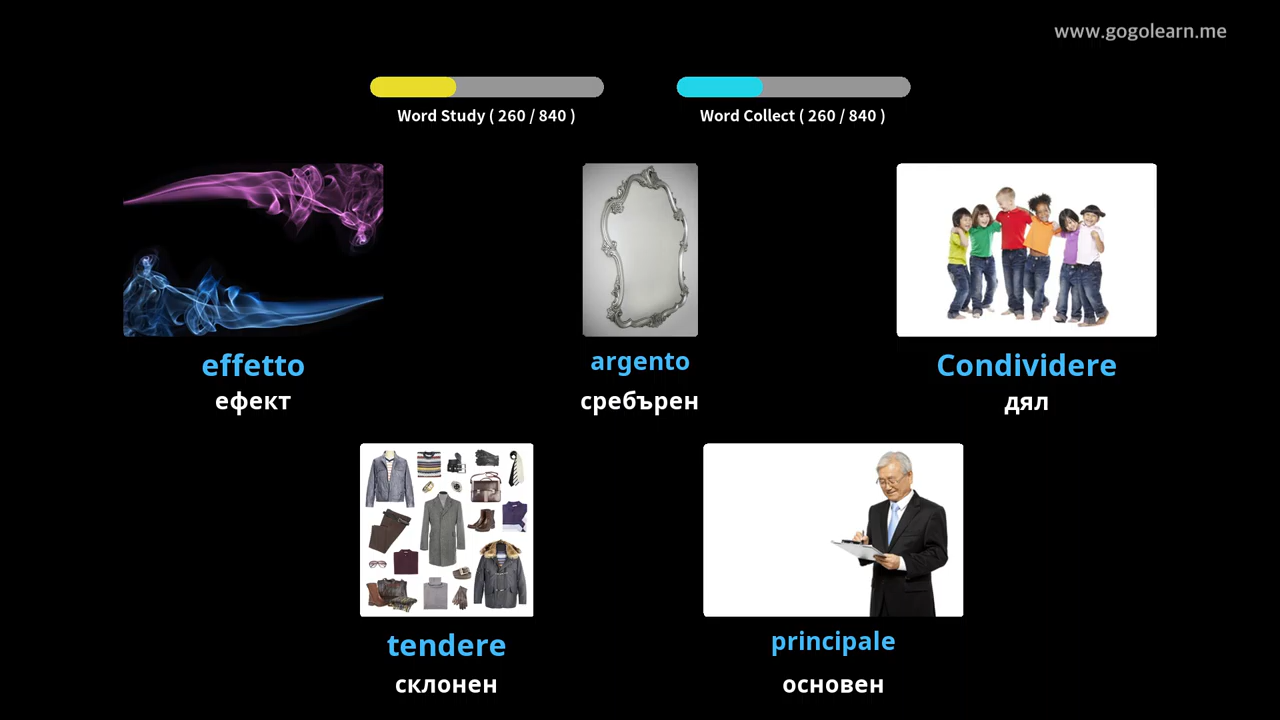 www.gogolearn.me
Word Study ( 260 / 840 )
Word Collect ( 260 / 840 )
effetto
ефект
argento
сребърен
Condividere
дял
tendere
склонен
principale
основен